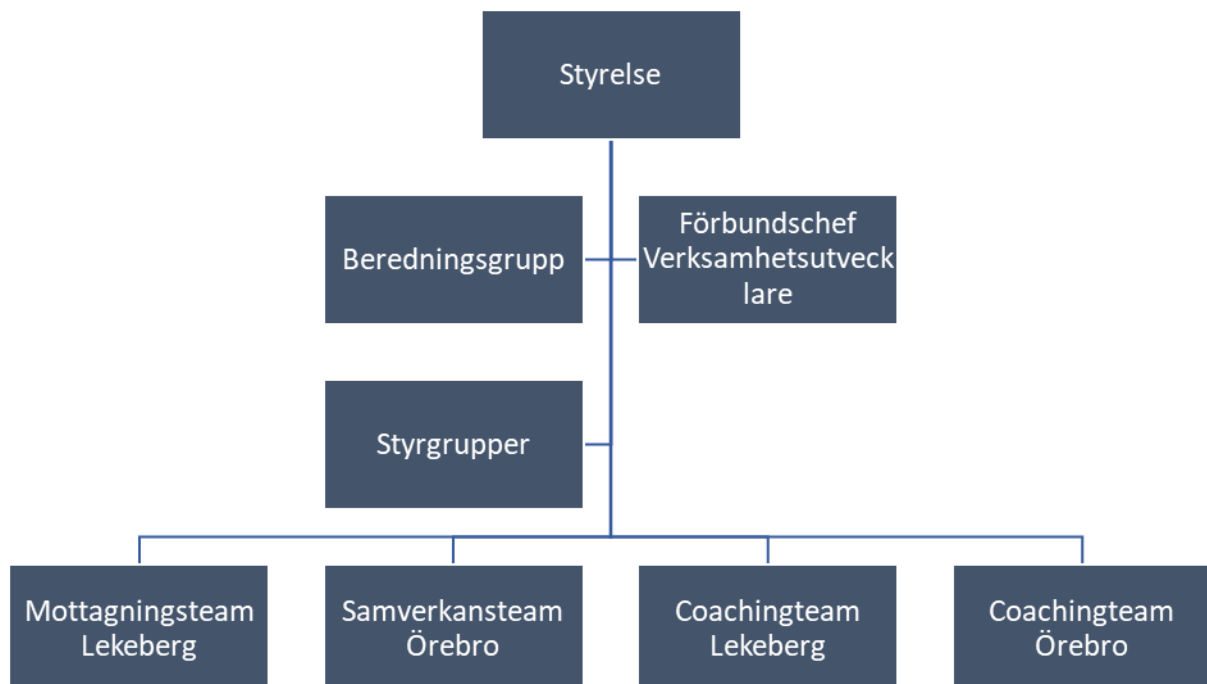 Styrelse
Beredningsgrupp
Förbundschef
Verksamhetsutveck
lare
Styrgrupper
Mottagningsteam
Lekeberg
Samverkansteam
Örebro
Coachingteam
Lekeberg
Coachingteam
Örebro